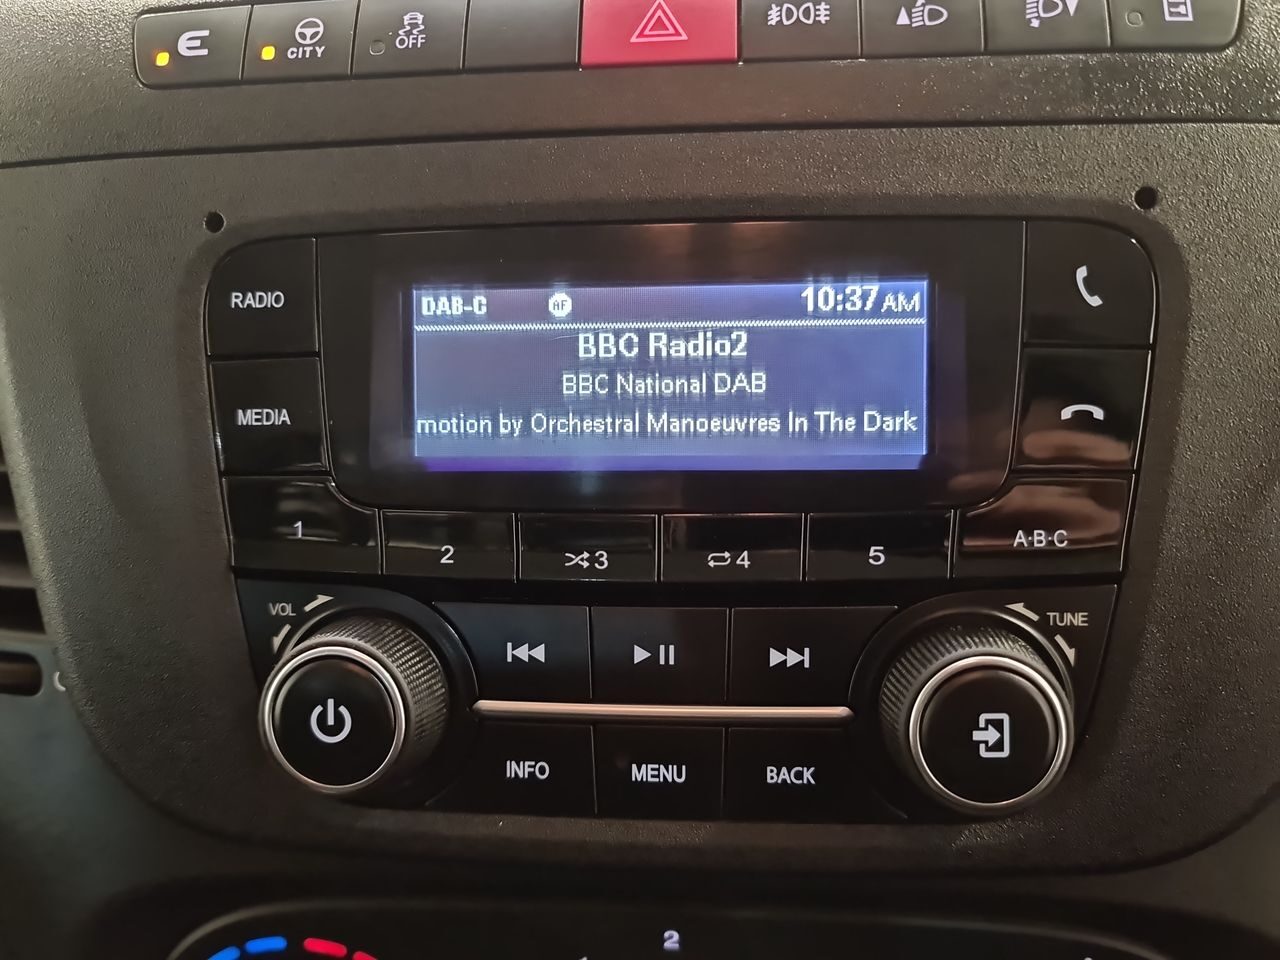 CITY
OFF
RADIO
MEDIA
DAB-C AF 10:37 AM
BBC Radio2
BBC National DAB
motion by Orchestral Manoeuvres In The Dark
1
2
3
4
5
A·B·C
VOL
TUNE
INFO
MENU
BACK
2